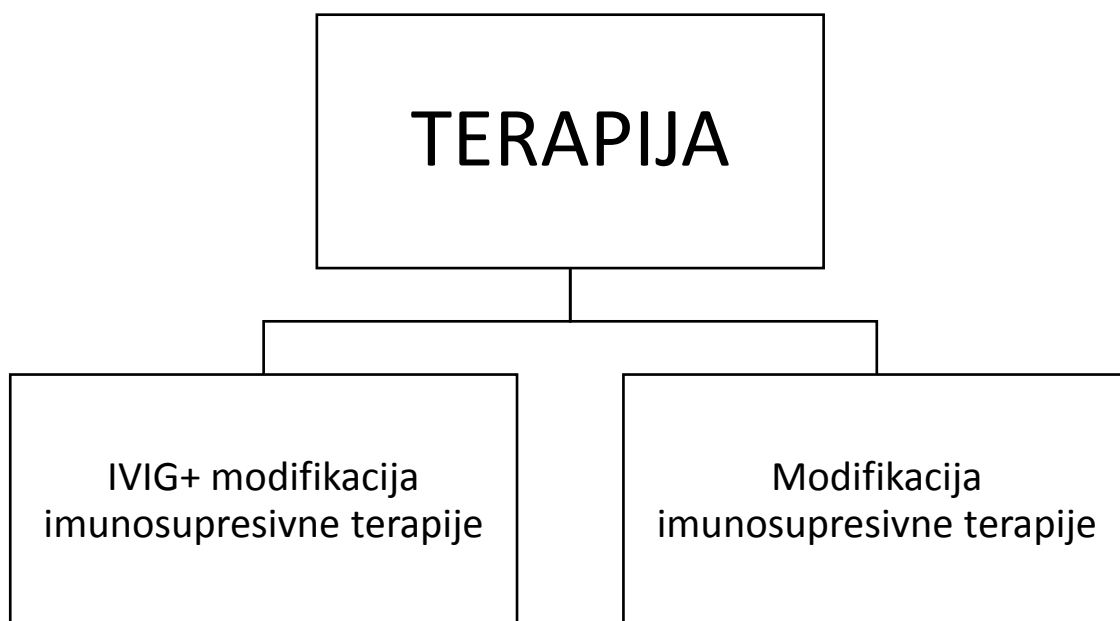 TERAPIJA
IVIG+ modifikacija
imunosupresivne terapije
Modifikacija
imunosupresivne terapije